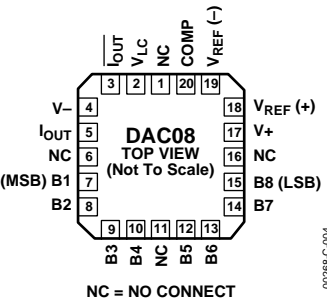 I̅O̅U̅T̅
VLC
NC
COMP
VREF (–)
3 2 1 20 19
V– 4
IOUT 5
NC 6
(MSB) B1 7
B2 8
DAC08
TOP VIEW
(Not To Scale)
18 VREF (+)
17 V+
16 NC
15 B8 (LSB)
14 B7
9 10 11 12 13
B3
B4
NC
B5
B6
NC = NO CONNECT
00268-C-004